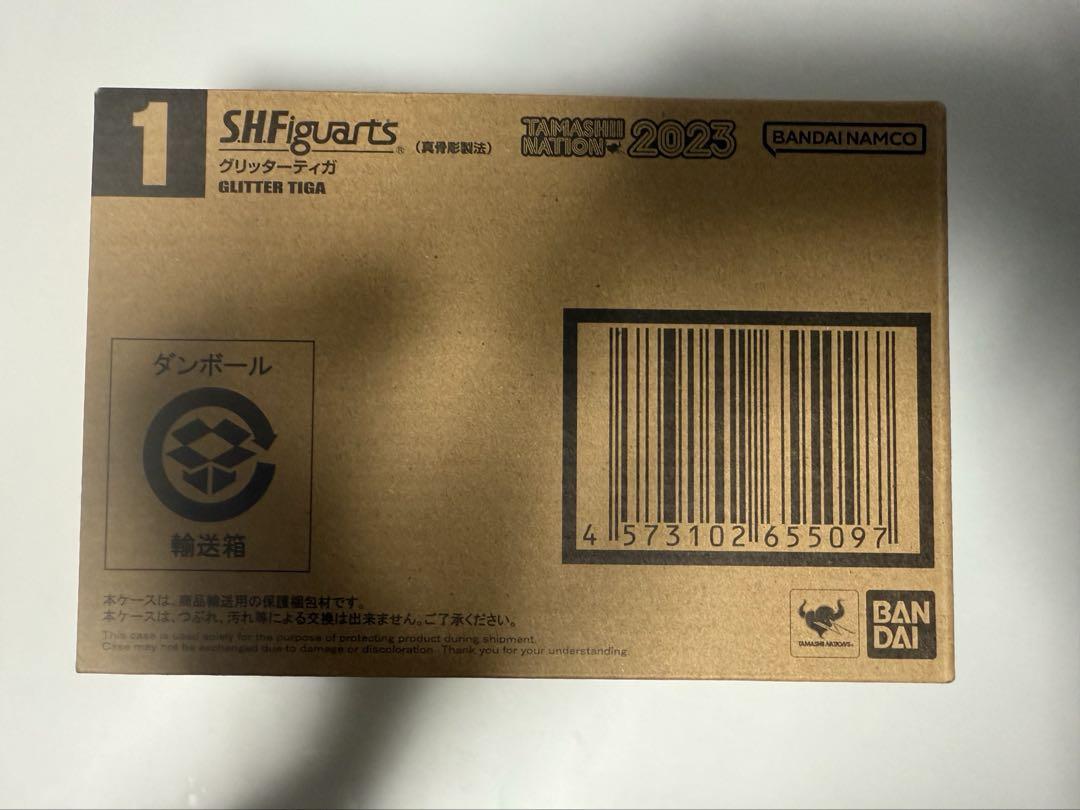 1
S.H.Figuarts® (真骨彫製法)
グリッターティガ
GLITTER TIGA
TAMASHII
NATION 2023
BANDAI NAMCO
ダンボール
輸送箱
4 573102 655097
本ケースは、商品輸送用の保護梱包材です。
本ケースは、つぶれ、汚れ等による交換は出来ません。ご了承ください。
This case is used solely for the purpose of protecting product during shipment.
Case may not be exchanged due to damage or discoloration. Thank you for your understanding.
TAMASHII NATIONS
BAN
DAI